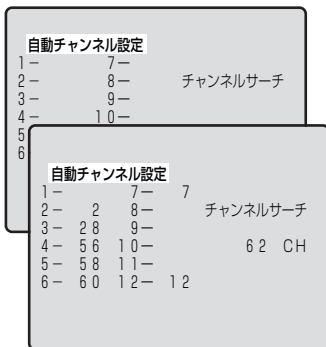 自動チャンネル設定
1－ 7－
2－ 8－ チャンネルサーチ
3－ 9－
4－ 10－
5
6
自動チャンネル設定
1－ 7－ 7
2－ 2 8－ チャンネルサーチ
3－ 28 9－
4－ 56 10－ 62 CH
5－ 58 11－
6－ 60 12－ 12